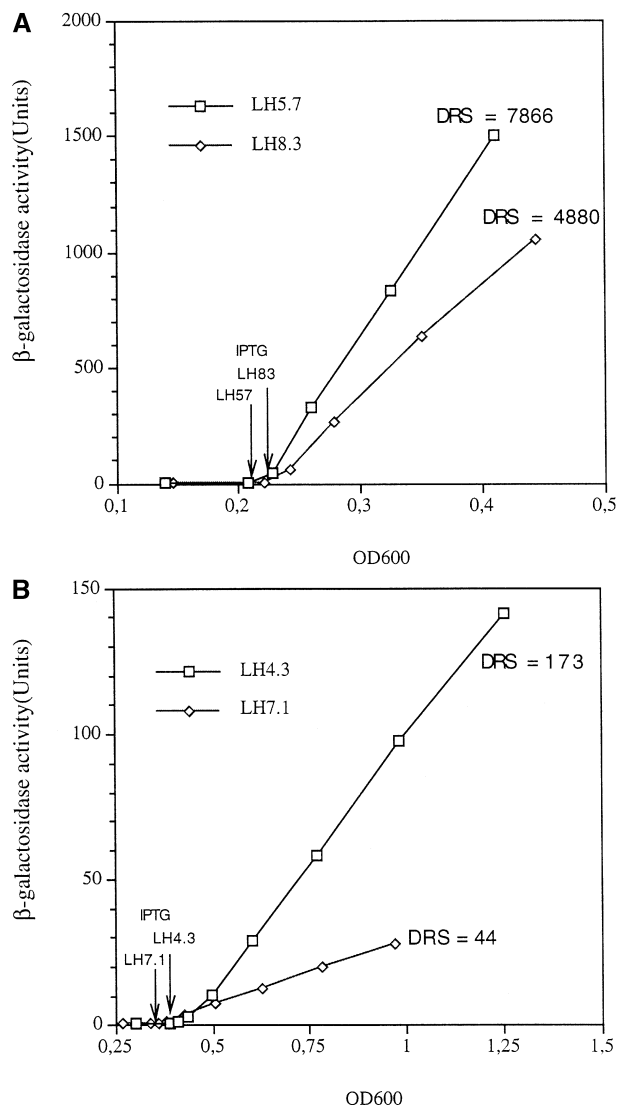 A
2000
1500
1000
500
0
β-galactosidase activity(Units)
LH5.7
LH8.3
DRS = 7866
DRS = 4880
IPTG
LH83
LH57
0,1
0,2
0,3
0,4
0,5
OD600
B
150
100
50
0
β-galactosidase activity(Units)
LH4.3
LH7.1
DRS = 173
DRS = 44
IPTG
LH4.3
LH7.1
0,25
0,5
0,75
1
1,25
1,5
OD600